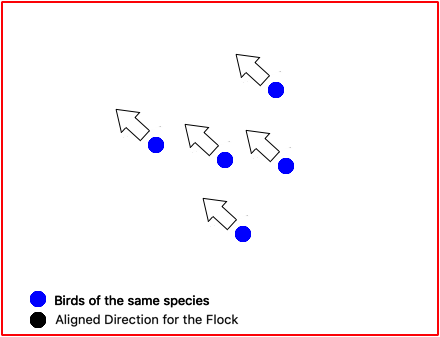 Birds of the same species
Aligned Direction for the Flock